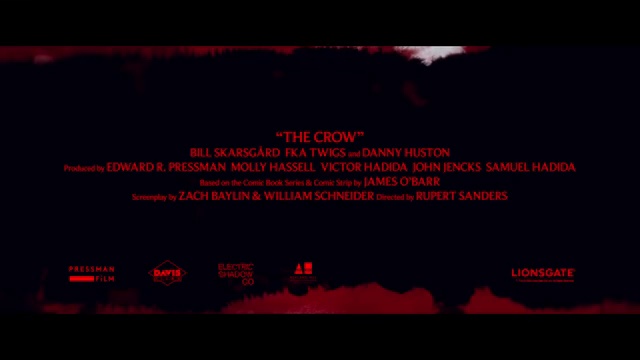 “THE CROW”
BILL SKARSGÅRD FKA TWIGS and DANNY HUSTON
Produced by EDWARD R. PRESSMAN MOLLY HASSELL VICTOR HADIDA JOHN JENCKS SAMUEL HADIDA
Based on the Comic Book Series & Comic Strip by JAMES O'BARR
Screenplay by ZACH BAYLIN & WILLIAM SCHNEIDER Directed by RUPERT SANDERS
PRESSMAN
FILM
DAVIS
ELECTRIC
SHADOW
CO
LIONSGATE